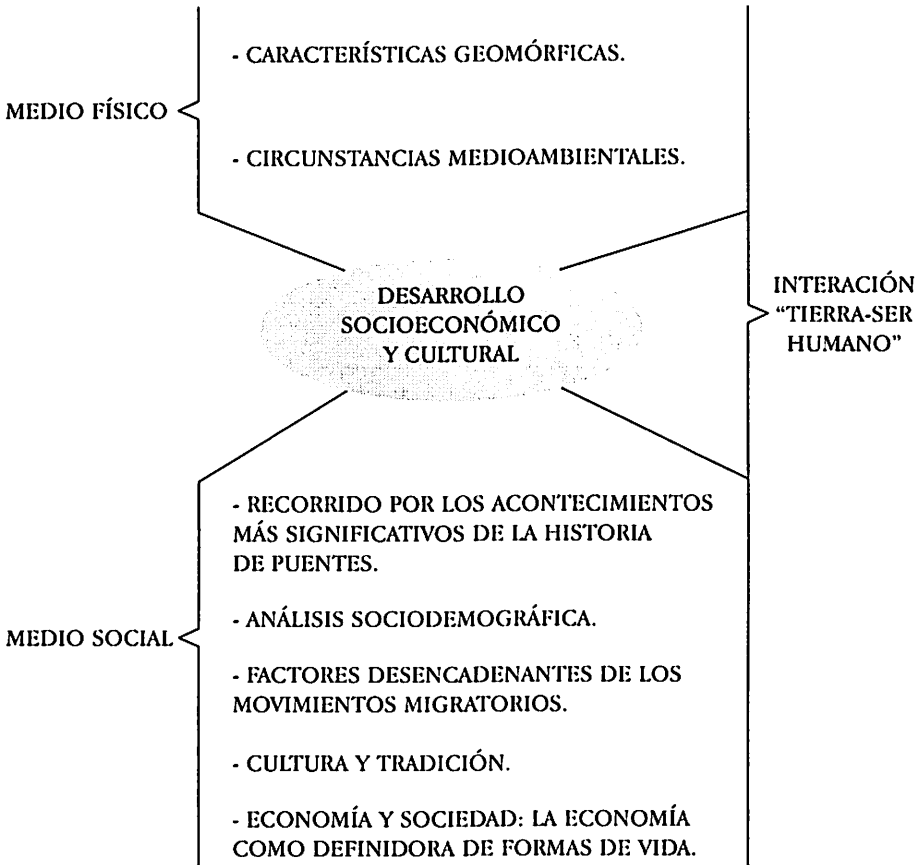 - CARACTERÍSTICAS GEOMÓRFICAS.
MEDIO FÍSICO
- CIRCUNSTANCIAS MEDIOAMBIENTALES.
DESARROLLO
SOCIOECONÓMICO
Y CULTURAL
INTERACIÓN
“TIERRA-SER
HUMANO”
- RECORRIDO POR LOS ACONTECIMIENTOS
MÁS SIGNIFICATIVOS DE LA HISTORIA
DE PUENTES.
- ANÁLISIS SOCIODEMOGRÁFICA.
MEDIO SOCIAL
- FACTORES DESENCADENANTES DE LOS
MOVIMIENTOS MIGRATORIOS.
- CULTURA Y TRADICIÓN.
- ECONOMÍA Y SOCIEDAD: LA ECONOMÍA
COMO DEFINIDORA DE FORMAS DE VIDA.